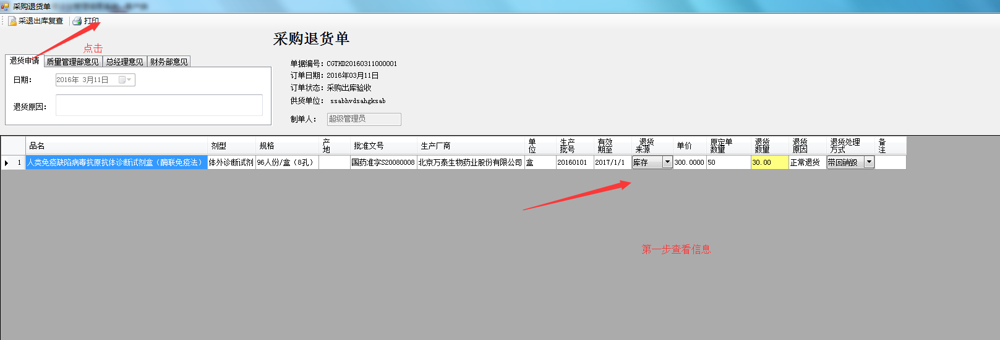 采购退货单
采退出库复查 打印
点击
采购退货单
退货申请 质量管理部意见 总经理意见 财务部意见
日期： 2016年 3月11日
退货原因：
单据编号：CGTHD20160311000001
订单日期：2016年03月11日
订单状态：采购出库验收
供货单位： ssabhvdsahgksab
制单人： 超级管理员
品名 剂型 规格 产地 批准文号 生产厂商 单位 生产批号 有效期至 退货来源 单价 原定单数量 退货数量 退货原因 退货处理方式 备注
1 人类免疫缺陷病毒抗原抗体诊断试剂盒（酶联免疫法） 体外诊断试剂 96人份/盒（8孔） 国药准字S20080008 北京万泰生物药业股份有限公司 盒 20160101 2017/1/1 库存 300.0000 50 30.00 正常退货 带回销毁
第一步查看信息